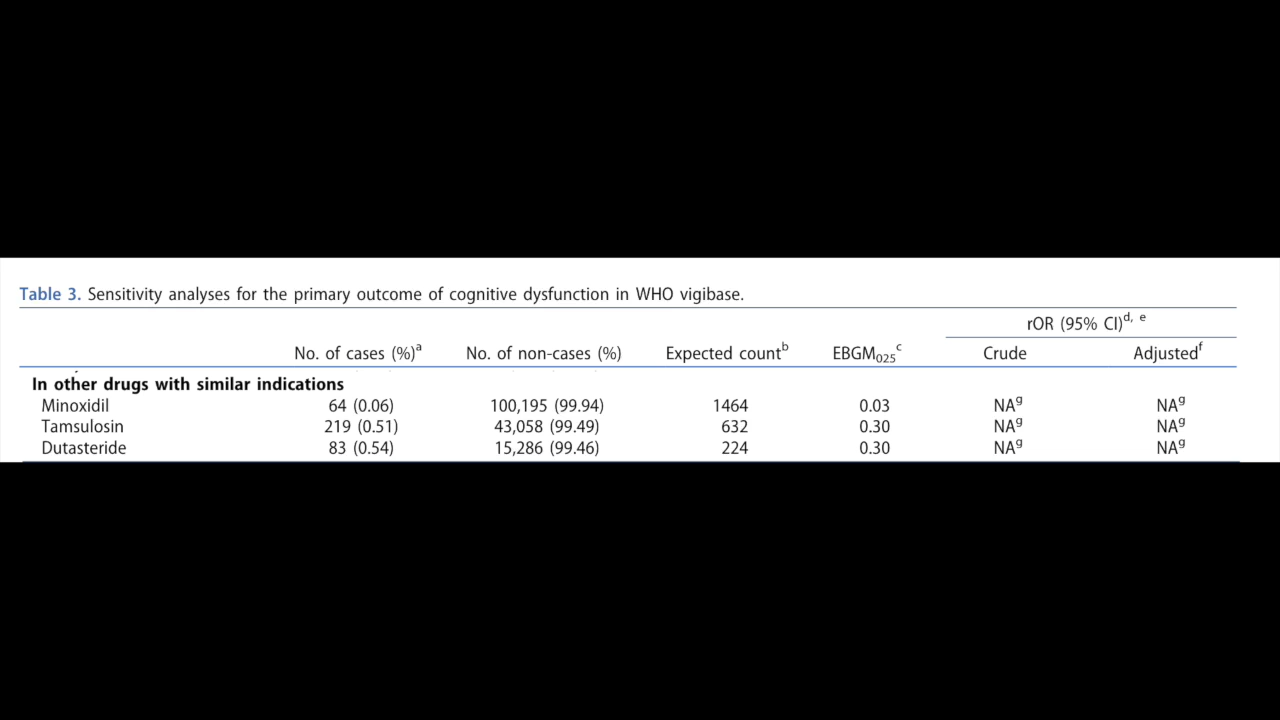 Table 3. Sensitivity analyses for the primary outcome of cognitive dysfunction in WHO vigibase.
rOR (95% CI)d, e
No. of cases (%)a No. of non-cases (%) Expected countb EBGM025c Crude Adjustedf
In other drugs with similar indications
Minoxidil 64 (0.06) 100,195 (99.94) 1464 0.03 NAg NAg
Tamsulosin 219 (0.51) 43,058 (99.49) 632 0.30 NAg NAg
Dutasteride 83 (0.54) 15,286 (99.46) 224 0.30 NAg NAg